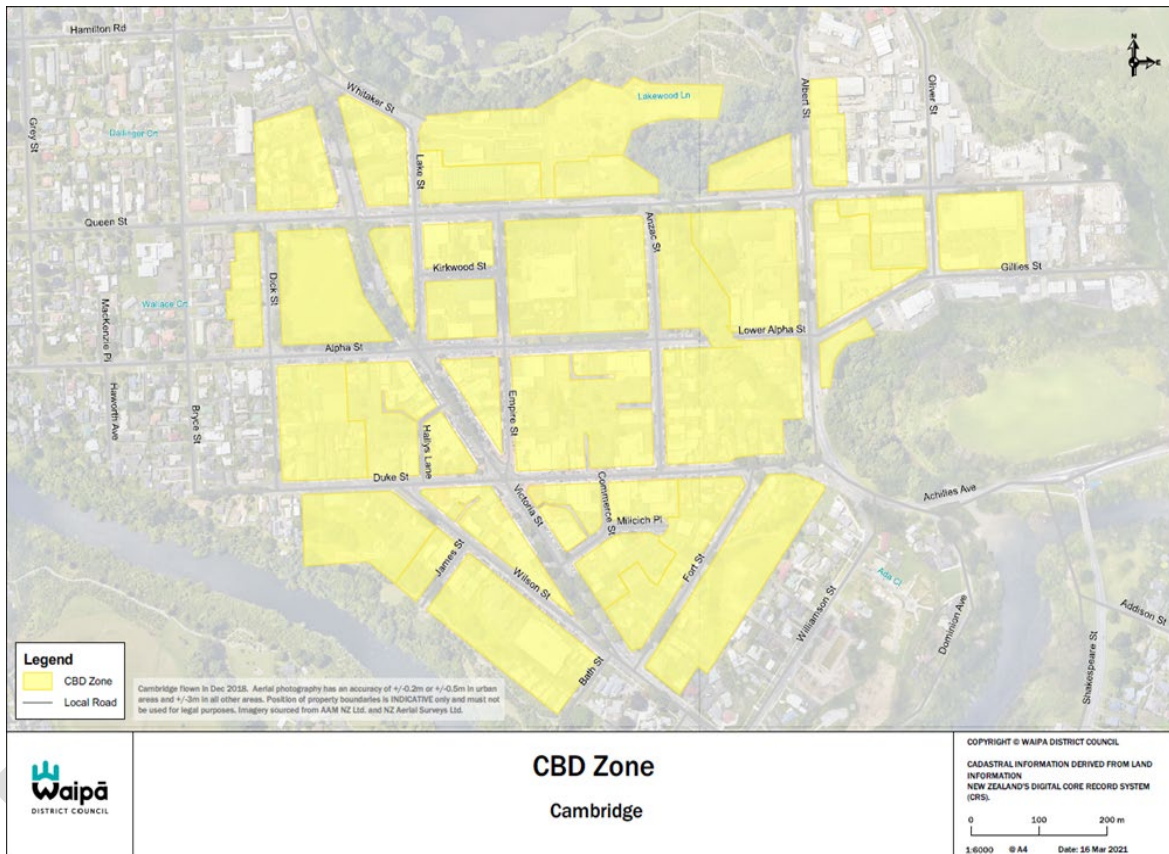 Hamilton Rd
Whitaker St
Lakewood Ln
Albert St
Oliver St
N
E
Grey St
Dallinger Crt
Lake St
Queen St
Anzac St
Kirkwood St
Gillies St
Dick St
Wallace Crt
MacKenzie Pl
Lower Alpha St
Alpha St
Haworth Ave
Bryce St
Empire St
Hallys Lane
Duke St
Victoria St
Commerce St
Milicich Pl
Achilles Ave
James St
Wilson St
Fort St
Ada Cl
Williamson St
Dominion Ave
Addison St
Shakespeare St
Bath St
Legend
CBD Zone
Local Road
Cambridge flown in Dec 2018. Aerial photography has an accuracy of +/-0.2m or +/-0.5m in urban
areas and +/-3m in all other areas. Position of property boundaries is INDICATIVE only and must not
be used for legal purposes. Imagery sourced from AAM NZ Ltd. and NZ Aerial Surveys Ltd.
Waipā
DISTRICT COUNCIL
CBD Zone
Cambridge
COPYRIGHT © WAIPA DISTRICT COUNCIL
CADASTRAL INFORMATION DERIVED FROM LAND
INFORMATION
NEW ZEALAND'S DIGITAL CORE RECORD SYSTEM
(CRS).
0 100 200 m
1:6000 @ A4 Date: 16 Mar 2021